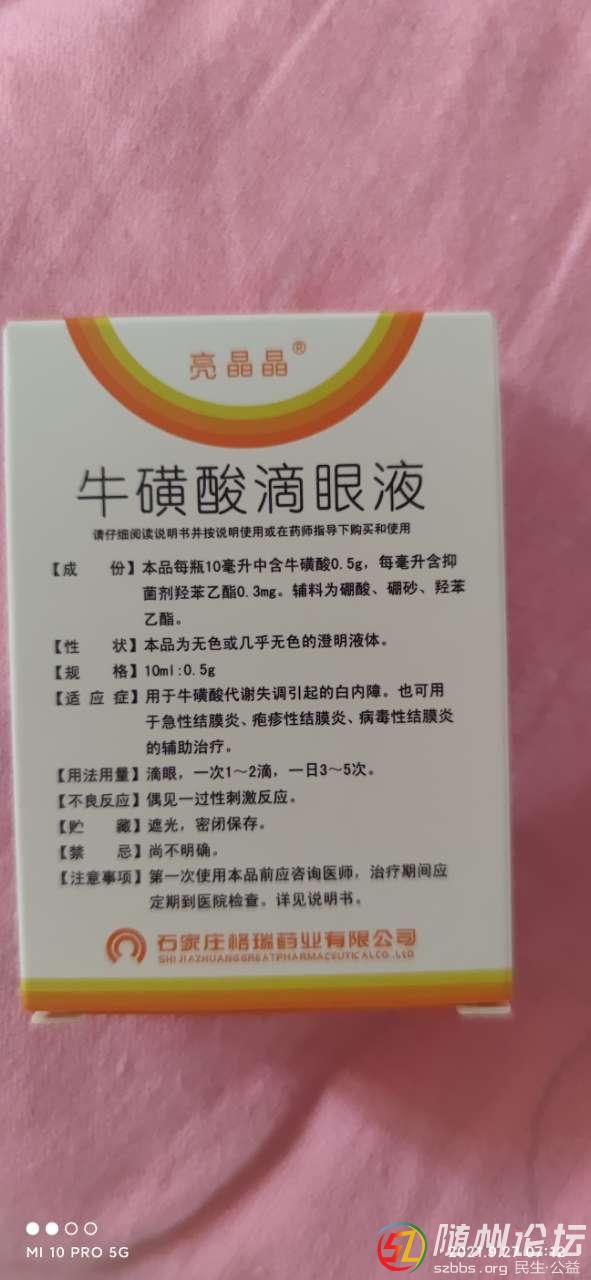 亮晶晶®
牛磺酸滴眼液
请仔细阅读说明书并按说明使用或在药师指导下购买和使用
【成 份】本品每瓶10毫升中含牛磺酸0.5g，每毫升含抑
菌剂羟苯乙酯0.3mg。辅料为硼酸、硼砂、羟苯
乙酯。
【性 状】本品为无色或几乎无色的澄明液体。
【规 格】10ml:0.5g
【适 应 症】用于牛磺酸代谢失调引起的白内障。也可用
于急性结膜炎、疱疹性结膜炎、病毒性结膜炎
的辅助治疗。
【用法用量】滴眼，一次1～2滴，一日3～5次。
【不良反应】偶见一过性刺激反应。
【贮 藏】遮光，密闭保存。
【禁 忌】尚不明确。
【注意事项】第一次使用本品前应咨询医师，治疗期间应
定期到医院检查。详见说明书。
石家庄格瑞药业有限公司
SHIJIAZHUANGGREATPHARMACEUTICALCO.,LTD
MI 10 PRO 5G
2021.9.27 07:12
随州论坛
szbbs.org 民生·公益